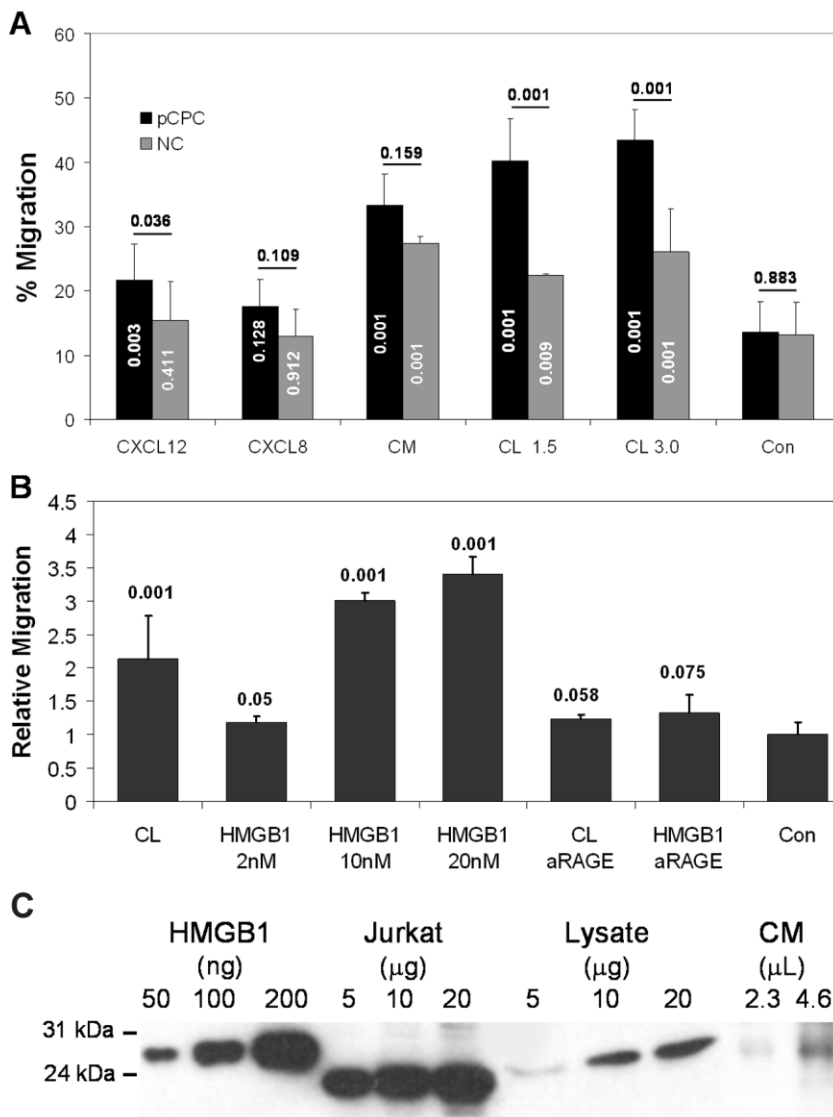 A
60
50
40
30
20
10
0
% Migration
pCPC
NC
0.036
0.109
0.159
0.001
0.001
0.883
0.003
0.411
0.128
0.912
0.001
0.001
0.001
0.009
0.001
0.001
CXCL12 CXCL8 CM CL 1.5 CL 3.0 Con
B
4.5
4
3.5
3
2.5
2
1.5
1
0.5
0
Relative Migration
0.001
0.05
0.001
0.001
0.058
0.075
CL HMGB1 HMGB1 HMGB1 CL HMGB1 Con
2nM 10nM 20nM aRAGE aRAGE
C
HMGB1 Jurkat Lysate CM
(ng) (μg) (μg) (μL)
50 100 200 5 10 20 5 10 20 2.3 4.6
31 kDa
24 kDa